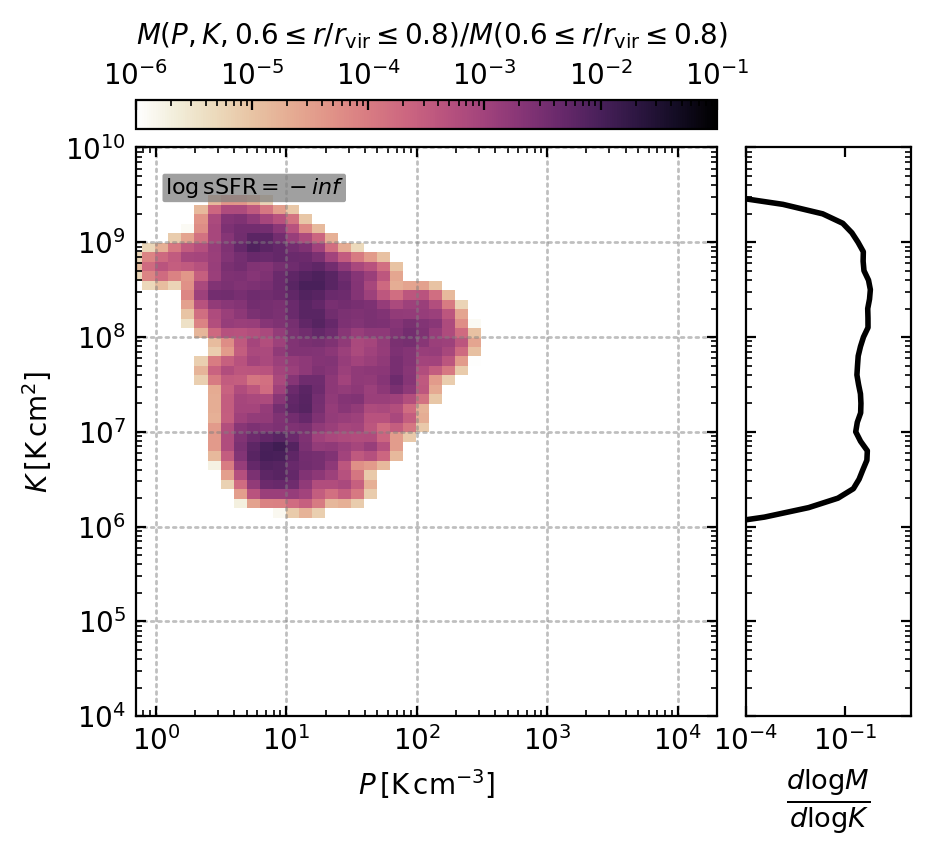 M(P, K, 0.6 ≤ r/r_vir ≤ 0.8)/M(0.6 ≤ r/r_vir ≤ 0.8)
10^−6 10^−5 10^−4 10^−3 10^−2 10^−1
log sSFR = −inf
10^10
10^9
10^8
10^7
10^6
10^5
10^4
K [K cm^2]
10^0 10^1 10^2 10^3 10^4 10^−4 10^−1
P [K cm^−3]
dlogM
dlogK